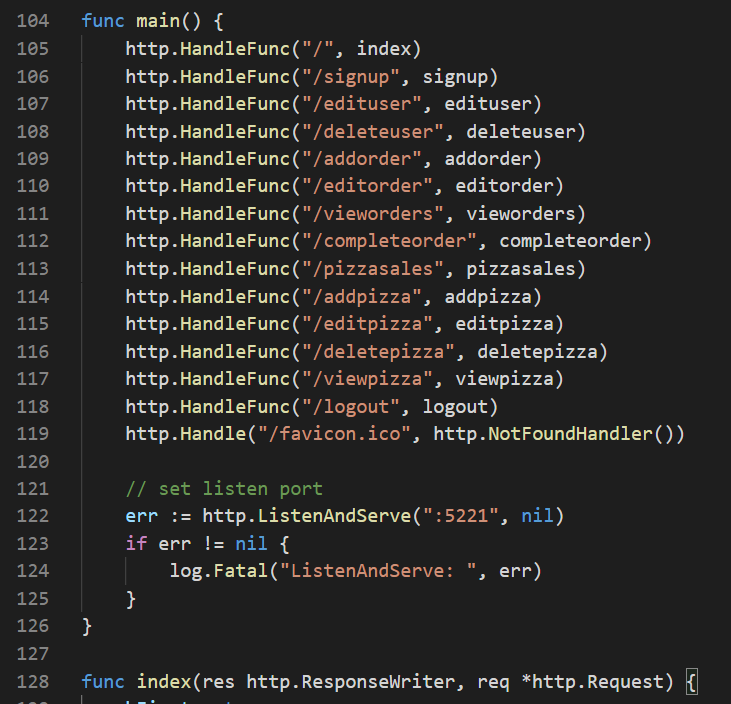 104 func main() {
105 http.HandleFunc("/", index)
106 http.HandleFunc("/signup", signup)
107 http.HandleFunc("/edituser", edituser)
108 http.HandleFunc("/deleteuser", deleteuser)
109 http.HandleFunc("/addorder", addorder)
110 http.HandleFunc("/editorder", editorder)
111 http.HandleFunc("/vieworders", vieworders)
112 http.HandleFunc("/completeorder", completeorder)
113 http.HandleFunc("/pizzasales", pizzasales)
114 http.HandleFunc("/addpizza", addpizza)
115 http.HandleFunc("/editpizza", editpizza)
116 http.HandleFunc("/deletepizza", deletepizza)
117 http.HandleFunc("/viewpizza", viewpizza)
118 http.HandleFunc("/logout", logout)
119 http.Handle("/favicon.ico", http.NotFoundHandler())
120
121 // set listen port
122 err := http.ListenAndServe(":5221", nil)
123 if err != nil {
124 log.Fatal("ListenAndServe: ", err)
125 }
126 }
127
128 func index(res http.ResponseWriter, req *http.Request) {